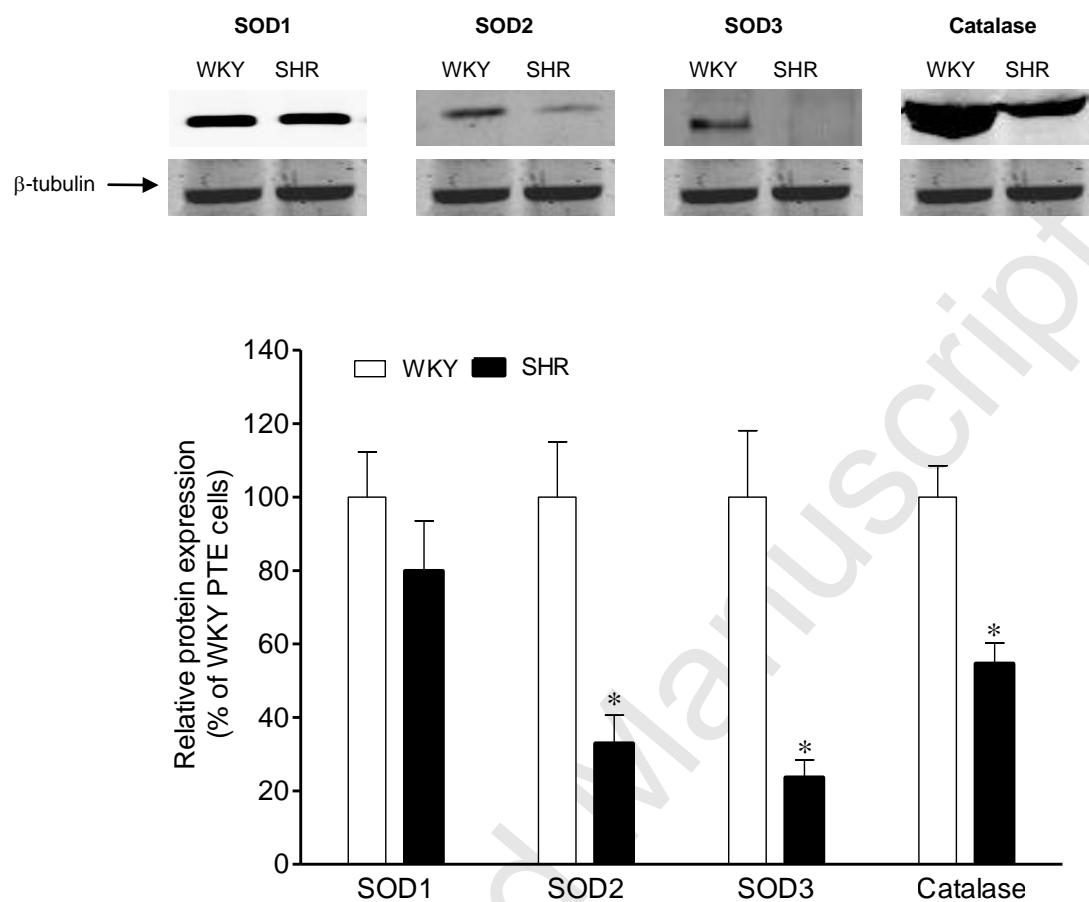 SOD1 SOD2 SOD3 Catalase
WKY SHR WKY SHR WKY SHR WKY SHR
β-tubulin
140
120
100
80
60
40
20
0
Relative protein expression
(% of WKY PTE cells)
WKY SHR
*
*
*
SOD1 SOD2 SOD3 Catalase
d Manuscript